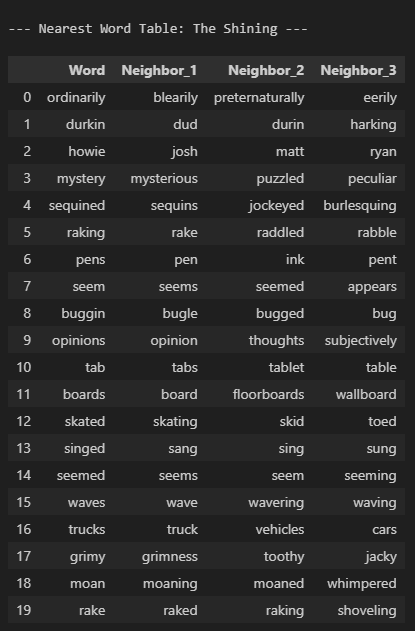 --- Nearest Word Table: The Shining ---
Word Neighbor_1 Neighbor_2 Neighbor_3
0 ordinarily blearily preternaturally eerily
1 durkin dud durin harking
2 howie josh matt ryan
3 mystery mysterious puzzled peculiar
4 sequined sequins jockeyed burlesquing
5 raking rake raddled rabble
6 pens pen ink pent
7 seem seems seemed appears
8 buggin bugle bugged bug
9 opinions opinion thoughts subjectively
10 tab tabs tablet table
11 boards board floorboards wallboard
12 skated skating skid toed
13 singed sang sing sung
14 seemed seems seem seeming
15 waves wave wavering waving
16 trucks truck vehicles cars
17 grimy grimness toothy jacky
18 moan moaning moaned whimpered
19 rake raked raking shoveling